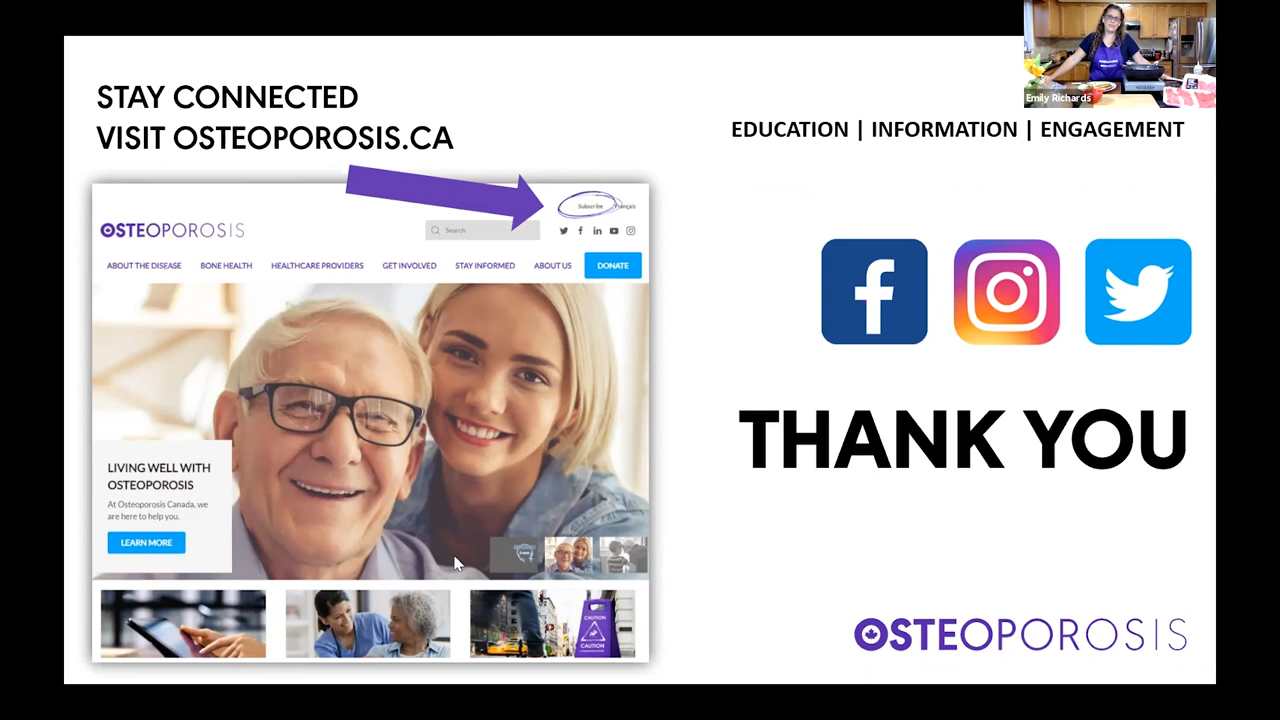 STAY CONNECTED
VISIT OSTEOPOROSIS.CA
Emily Richards
EDUCATION | INFORMATION | ENGAGEMENT
Subscribe Français
OSTEOPOROSIS
Search
ABOUT THE DISEASE BONE HEALTH HEALTHCARE PROVIDERS GET INVOLVED STAY INFORMED ABOUT US DONATE
LIVING WELL WITH
OSTEOPOROSIS
At Osteoporosis Canada, we
are here to help you.
LEARN MORE
CAUTION
CAUTION
THANK YOU
OSTEOPOROSIS